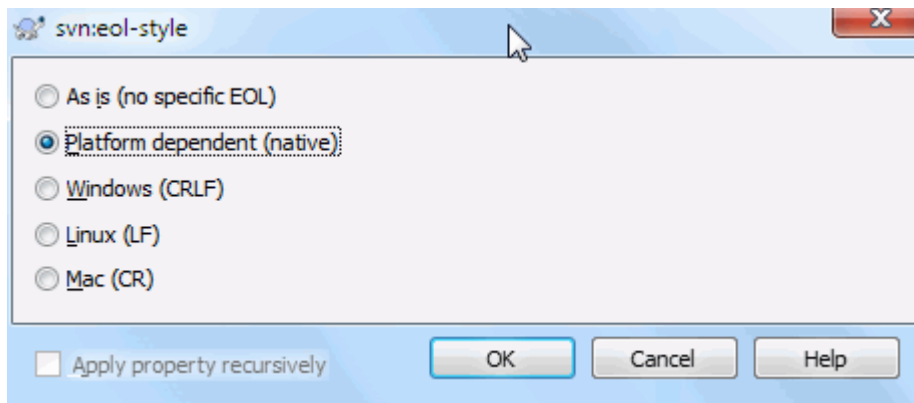 svn:eol-style
As is (no specific EOL)
Platform dependent (native)
Windows (CRLF)
Linux (LF)
Mac (CR)
Apply property recursively
OK
Cancel
Help